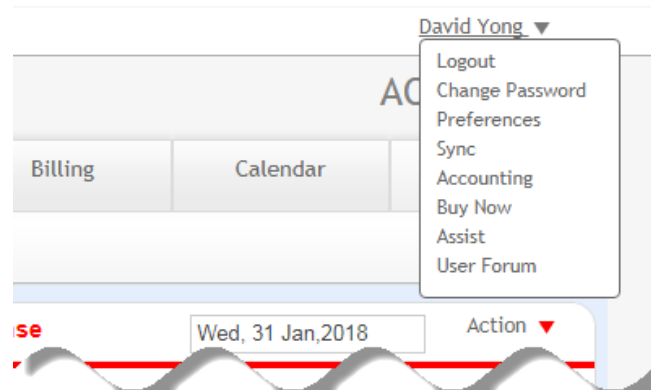 David Yong ▼
Logout
Change Password
Preferences
Sync
Accounting
Buy Now
Assist
User Forum
Billing
Calendar
Wed, 31 Jan,2018
Action ▼